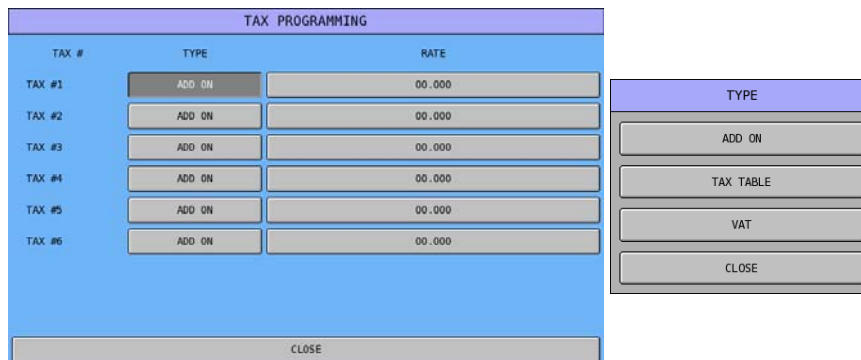 TAX PROGRAMMING
TAX # TYPE RATE
TAX #1 ADD ON 00.000
TAX #2 ADD ON 00.000
TAX #3 ADD ON 00.000
TAX #4 ADD ON 00.000
TAX #5 ADD ON 00.000
TAX #6 ADD ON 00.000
CLOSE
TYPE
ADD ON
TAX TABLE
VAT
CLOSE